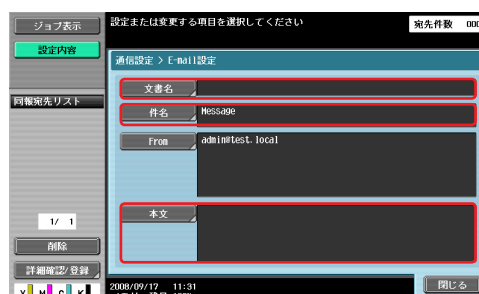 ジョブ表示
設定または変更する項目を選択してください
宛先件数 000
設定内容
通信設定 > E-mail設定
同報宛先リスト
文書名
件名 Message
From admin@test.local
本文
1/ 1
削除
詳細確認/登録
2008/09/17 11:31
閉じる
Y M C K